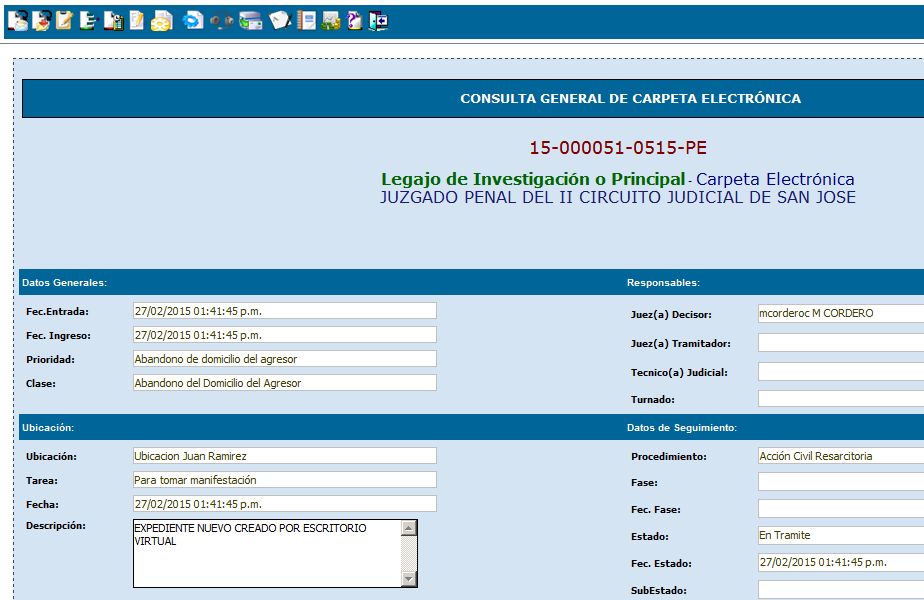 CONSULTA GENERAL DE CARPETA ELECTRÓNICA
15-000051-0515-PE
Legajo de Investigación o Principal - Carpeta Electrónica
JUZGADO PENAL DEL II CIRCUITO JUDICIAL DE SAN JOSE
Datos Generales:
Fec.Entrada: 27/02/2015 01:41:45 p.m.
Fec. Ingreso: 27/02/2015 01:41:45 p.m.
Prioridad: Abandono de domicilio del agresor
Clase: Abandono del Domicilio del Agresor
Responsables:
Juez(a) Decisor: mcorderoc M CORDERO
Juez(a) Tramitador:
Tecnico(a) Judicial:
Turnado:
Ubicación:
Ubicación: Ubicacion Juan Ramirez
Tarea: Para tomar manifestación
Fecha: 27/02/2015 01:41:45 p.m.
Descripción: EXPEDIENTE NUEVO CREADO POR ESCRITORIO
VIRTUAL
Datos de Seguimiento:
Procedimiento: Acción Civil Resarcitoria
Fase:
Fec. Fase:
Estado: En Tramite
Fec. Estado: 27/02/2015 01:41:45 p.m.
SubEstado: